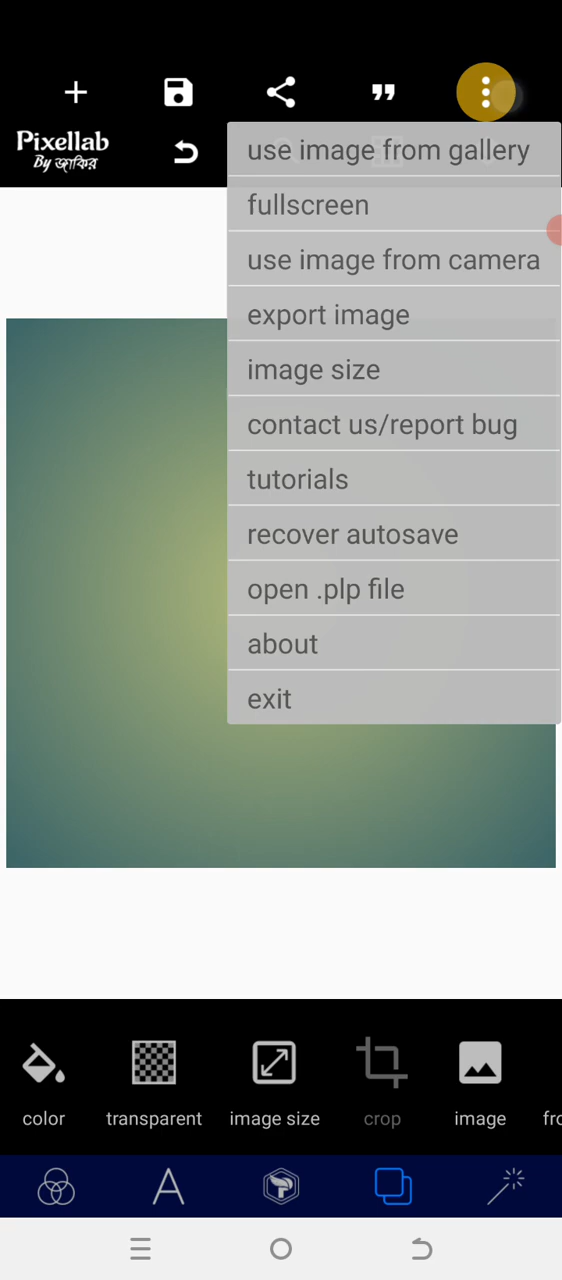 Pixellab
By জাকির
use image from gallery
fullscreen
use image from camera
export image
image size
contact us/report bug
tutorials
recover autosave
open .plp file
about
exit
color
transparent
image size
crop
image
fro